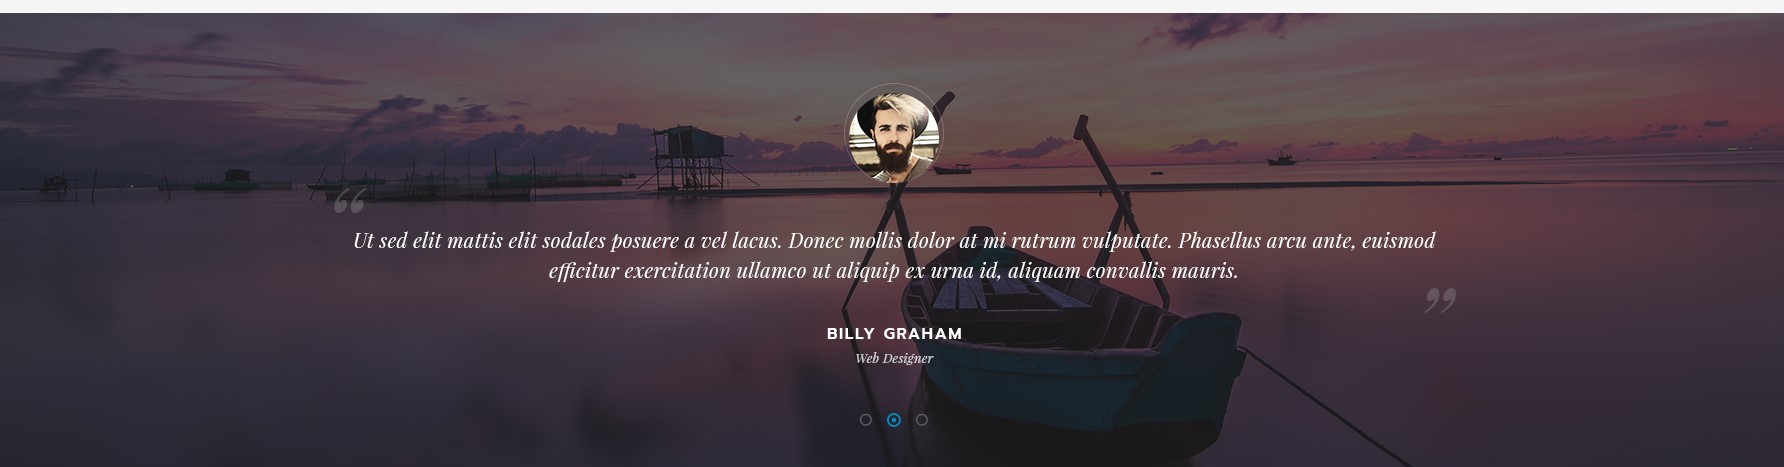 “
Ut sed elit mattis elit sodales posuere a vel lacus. Donec mollis dolor at mi rutrum vulputate. Phasellus arcu ante, euismod
efficitur exercitation ullamco ut aliquip ex urna id, aliquam convallis mauris.
”
BILLY GRAHAM
Web Designer